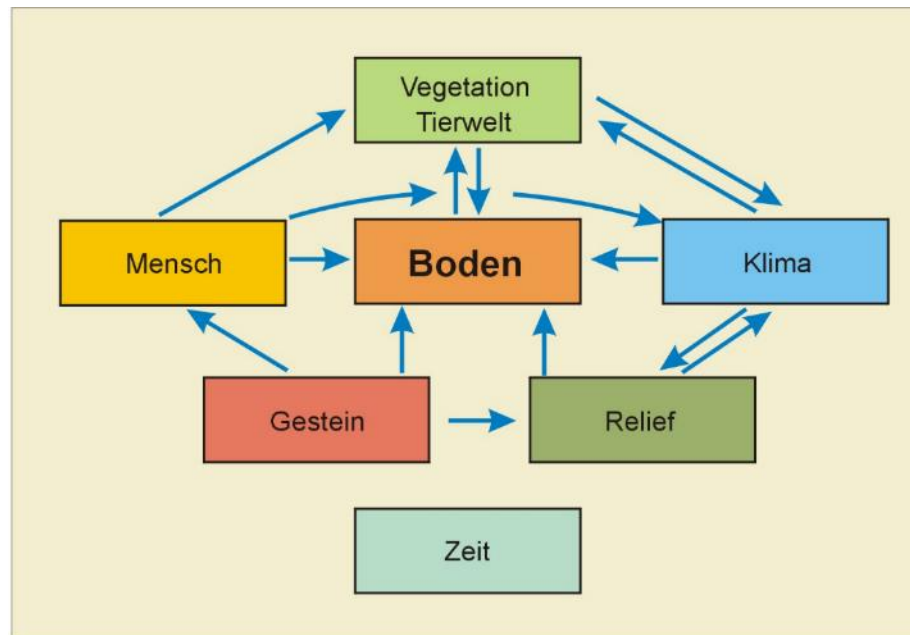 Vegetation
Tierwelt
Mensch
Boden
Klima
Gestein
Relief
Zeit